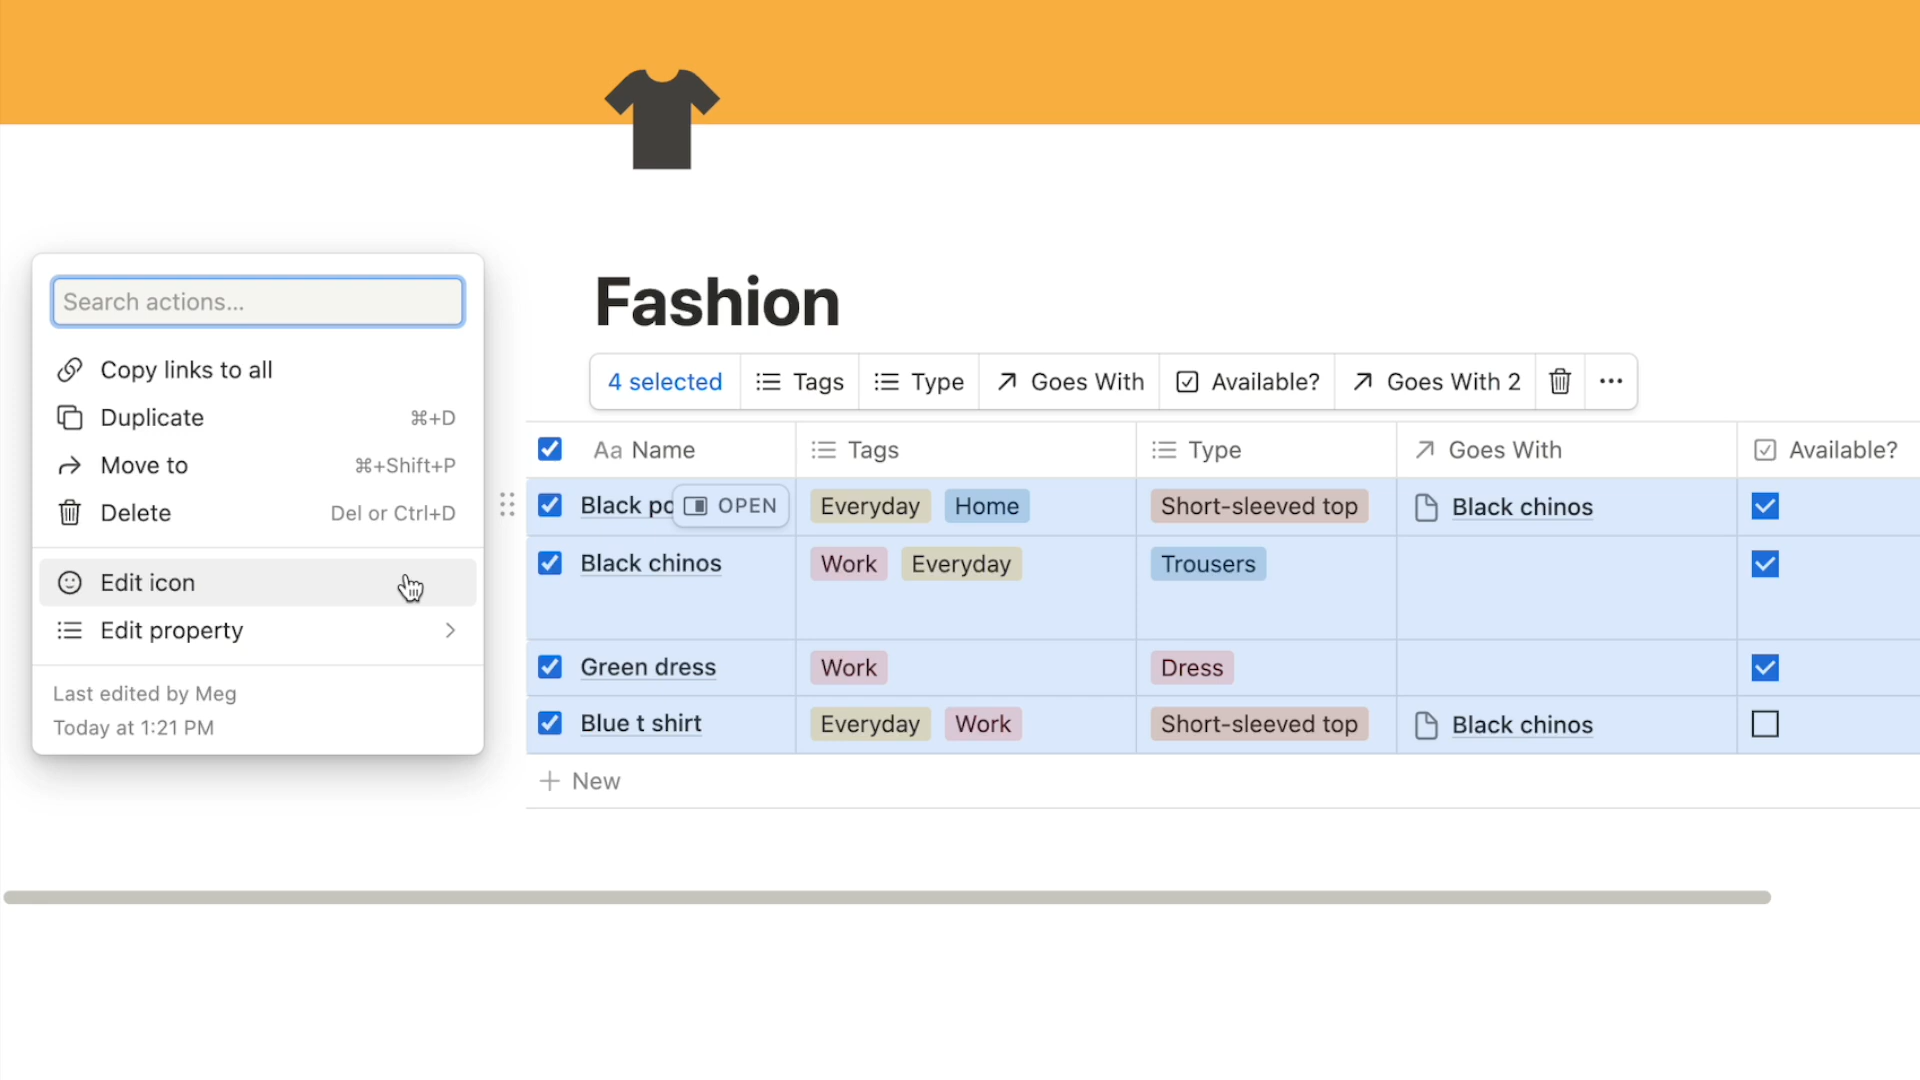 Fashion
Search actions...
Copy links to all
Duplicate ⌘+D
Move to ⌘+Shift+P
Delete Del or Ctrl+D
Edit icon
Edit property
Last edited by Meg
Today at 1:21 PM
4 selected Tags Type Goes With Available? Goes With 2
Aa Name Tags Type Goes With Available?
Black po OPEN Everyday Home Short-sleeved top Black chinos
Black chinos Work Everyday Trousers
Green dress Work Dress
Blue t shirt Everyday Work Short-sleeved top Black chinos
+ New